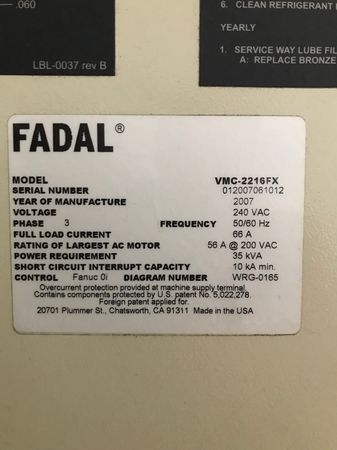 .060
LBL-0037 rev B
6. CLEAN REFRIGERANT
YEARLY
1. SERVICE WAY LUBE
A: REPLACE BRONZE
FADAL®
MODEL VMC-2216FX
SERIAL NUMBER 012007061012
YEAR OF MANUFACTURE 2007
VOLTAGE 240 VAC
PHASE 3 FREQUENCY 50/60 Hz
FULL LOAD CURRENT 66 A
RATING OF LARGEST AC MOTOR 56 A @ 200 VAC
POWER REQUIREMENT 35 kVA
SHORT CIRCUIT INTERRUPT CAPACITY 10 kA min.
CONTROL Fanuc 0i DIAGRAM NUMBER WRG-0165
Overcurrent protection provided at machine supply terminal.
Contains components protected by U.S. patent No. 5,022,278.
Foreign patent applied for.
20701 Plummer St., Chatsworth, CA 91311 Made in the USA